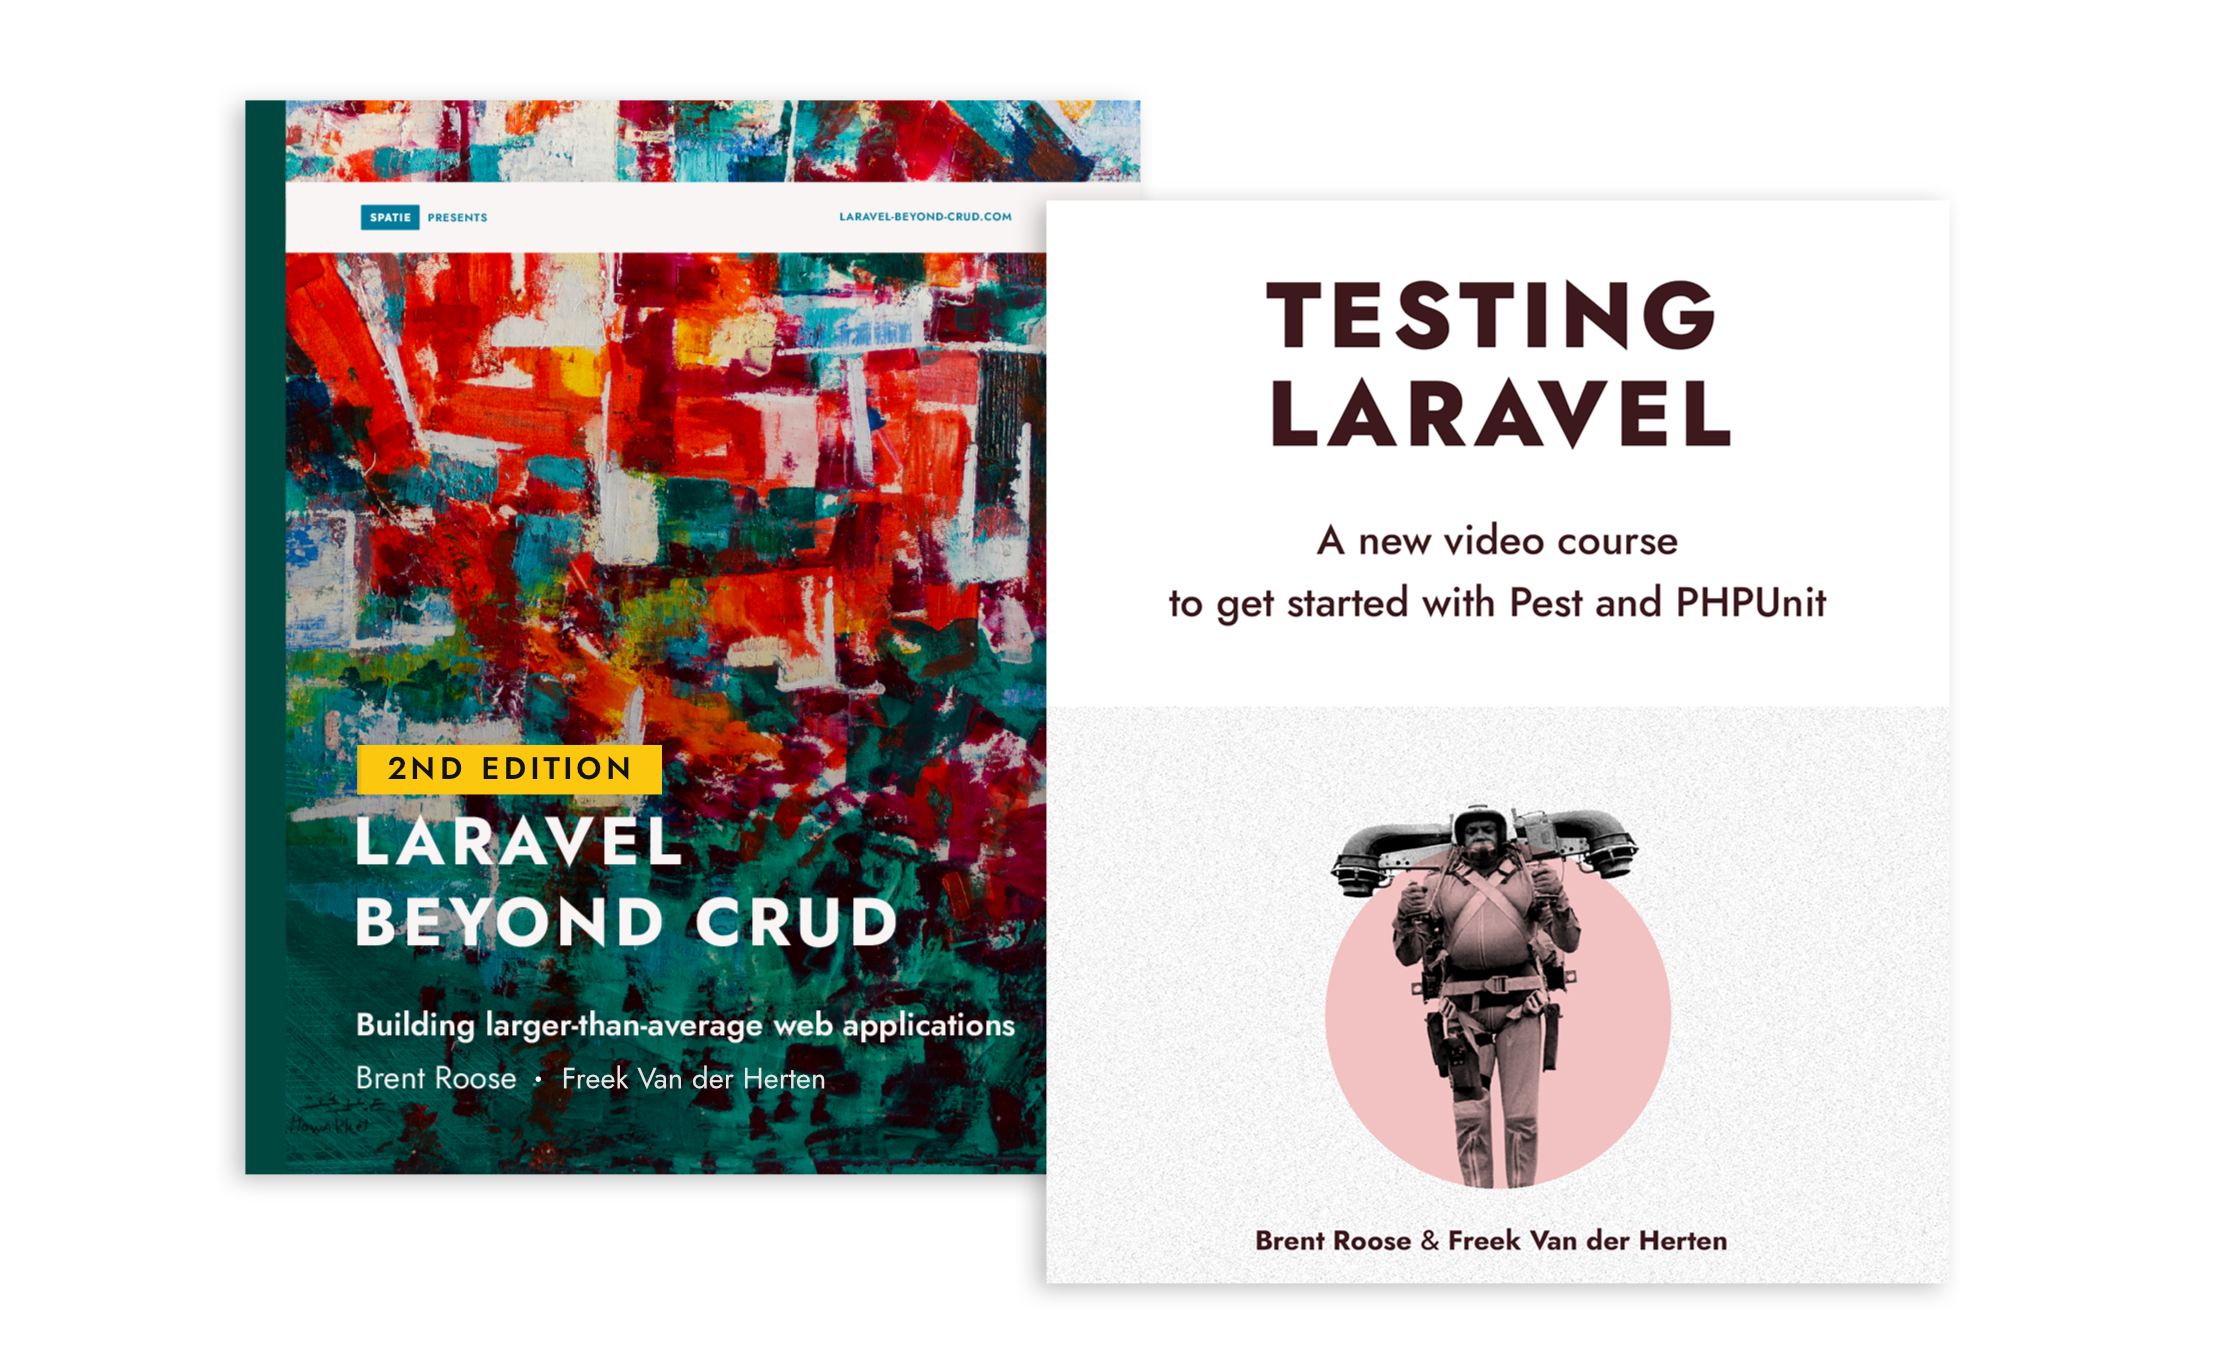 SPATIE PRESENTS
LARAVEL-BEYOND-CRUD.COM
2ND EDITION
LARAVEL
BEYOND CRUD
Building larger-than-average web applications
Brent Roose • Freek Van der Herten
TESTING
LARAVEL
A new video course
to get started with Pest and PHPUnit
Brent Roose & Freek Van der Herten